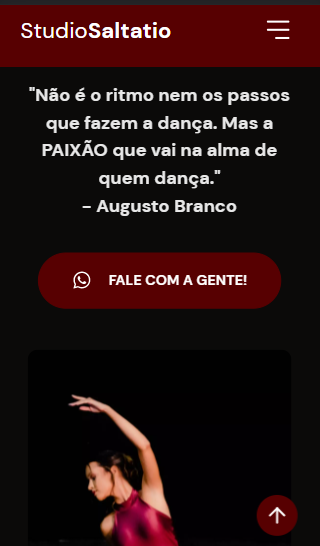 StudioSaltatio
"Não é o ritmo nem os passos
que fazem a dança. Mas a
PAIXÃO que vai na alma de
quem dança."
- Augusto Branco
FALE COM A GENTE!